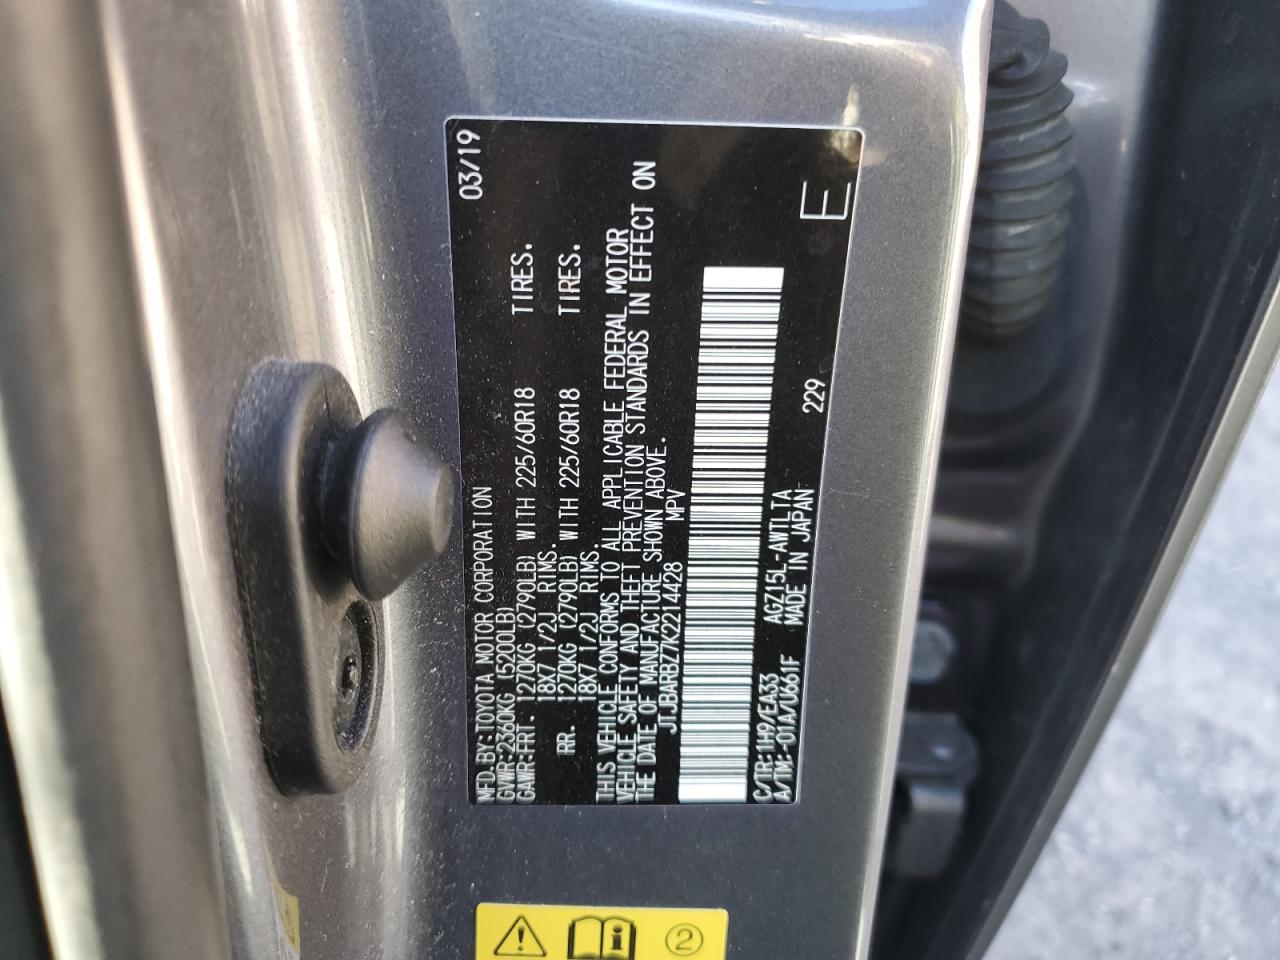 MFD.BY:TOYOTA MOTOR CORPORATION 03/19
GVWR:2360KG (5200LB)
GAWR:FRT. 1270KG (2790LB) WITH 225/60R18 TIRES.
18X7 1/2J RIMS.
RR. 1270KG (2790LB) WITH 225/60R18 TIRES.
18X7 1/2J RIMS.
THIS VEHICLE CONFORMS TO ALL APPLICABLE FEDERAL MOTOR
VEHICLE SAFETY AND THEFT PREVENTION STANDARDS IN EFFECT ON
THE DATE OF MANUFACTURE SHOWN ABOVE.
JTJBARBZ7K2214428 MPV
C/TR:1H9/EA33 AGZ15L-AWTLTA
A/TM:-01A/U661F MADE IN JAPAN 229 E
2